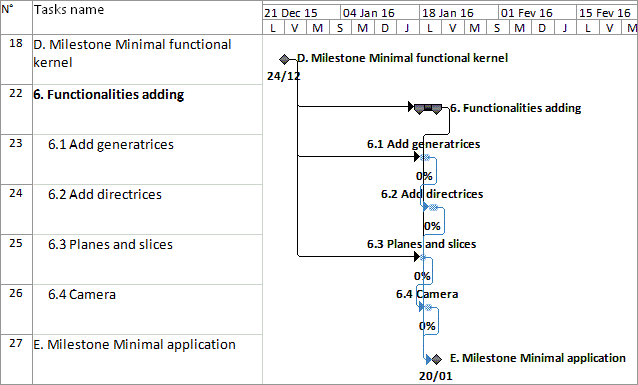 N° Tasks name 21 Dec 15 04 Jan 16 18 Jan 16 01 Fev 16 15 Fev 16
L V M S M D J L V M S M D J L V M
18 D. Milestone Minimal functional
kernel
D. Milestone Minimal functional kernel
24/12
22 6. Functionalities adding
6. Functionalities adding
23 6.1 Add generatrices
6.1 Add generatrices
0%
24 6.2 Add directrices
6.2 Add directrices
0%
25 6.3 Planes and slices
6.3 Planes and slices
0%
26 6.4 Camera
6.4 Camera
0%
27 E. Milestone Minimal application
E. Milestone Minimal application
20/01